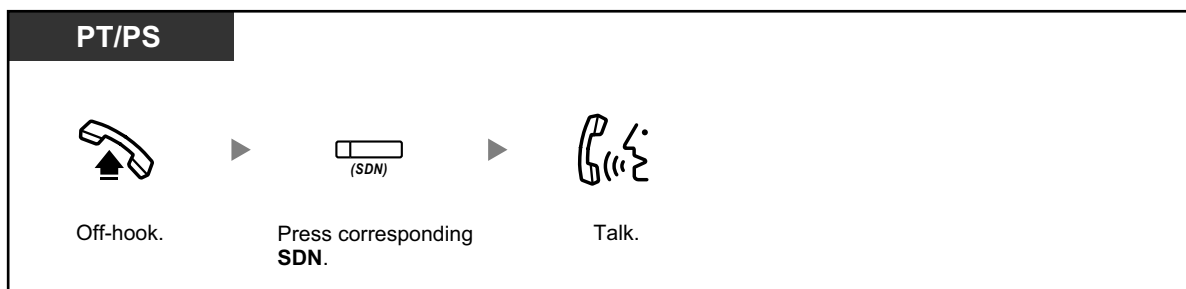 PT/PS
(SDN)
Off-hook.
Press corresponding
SDN.
Talk.